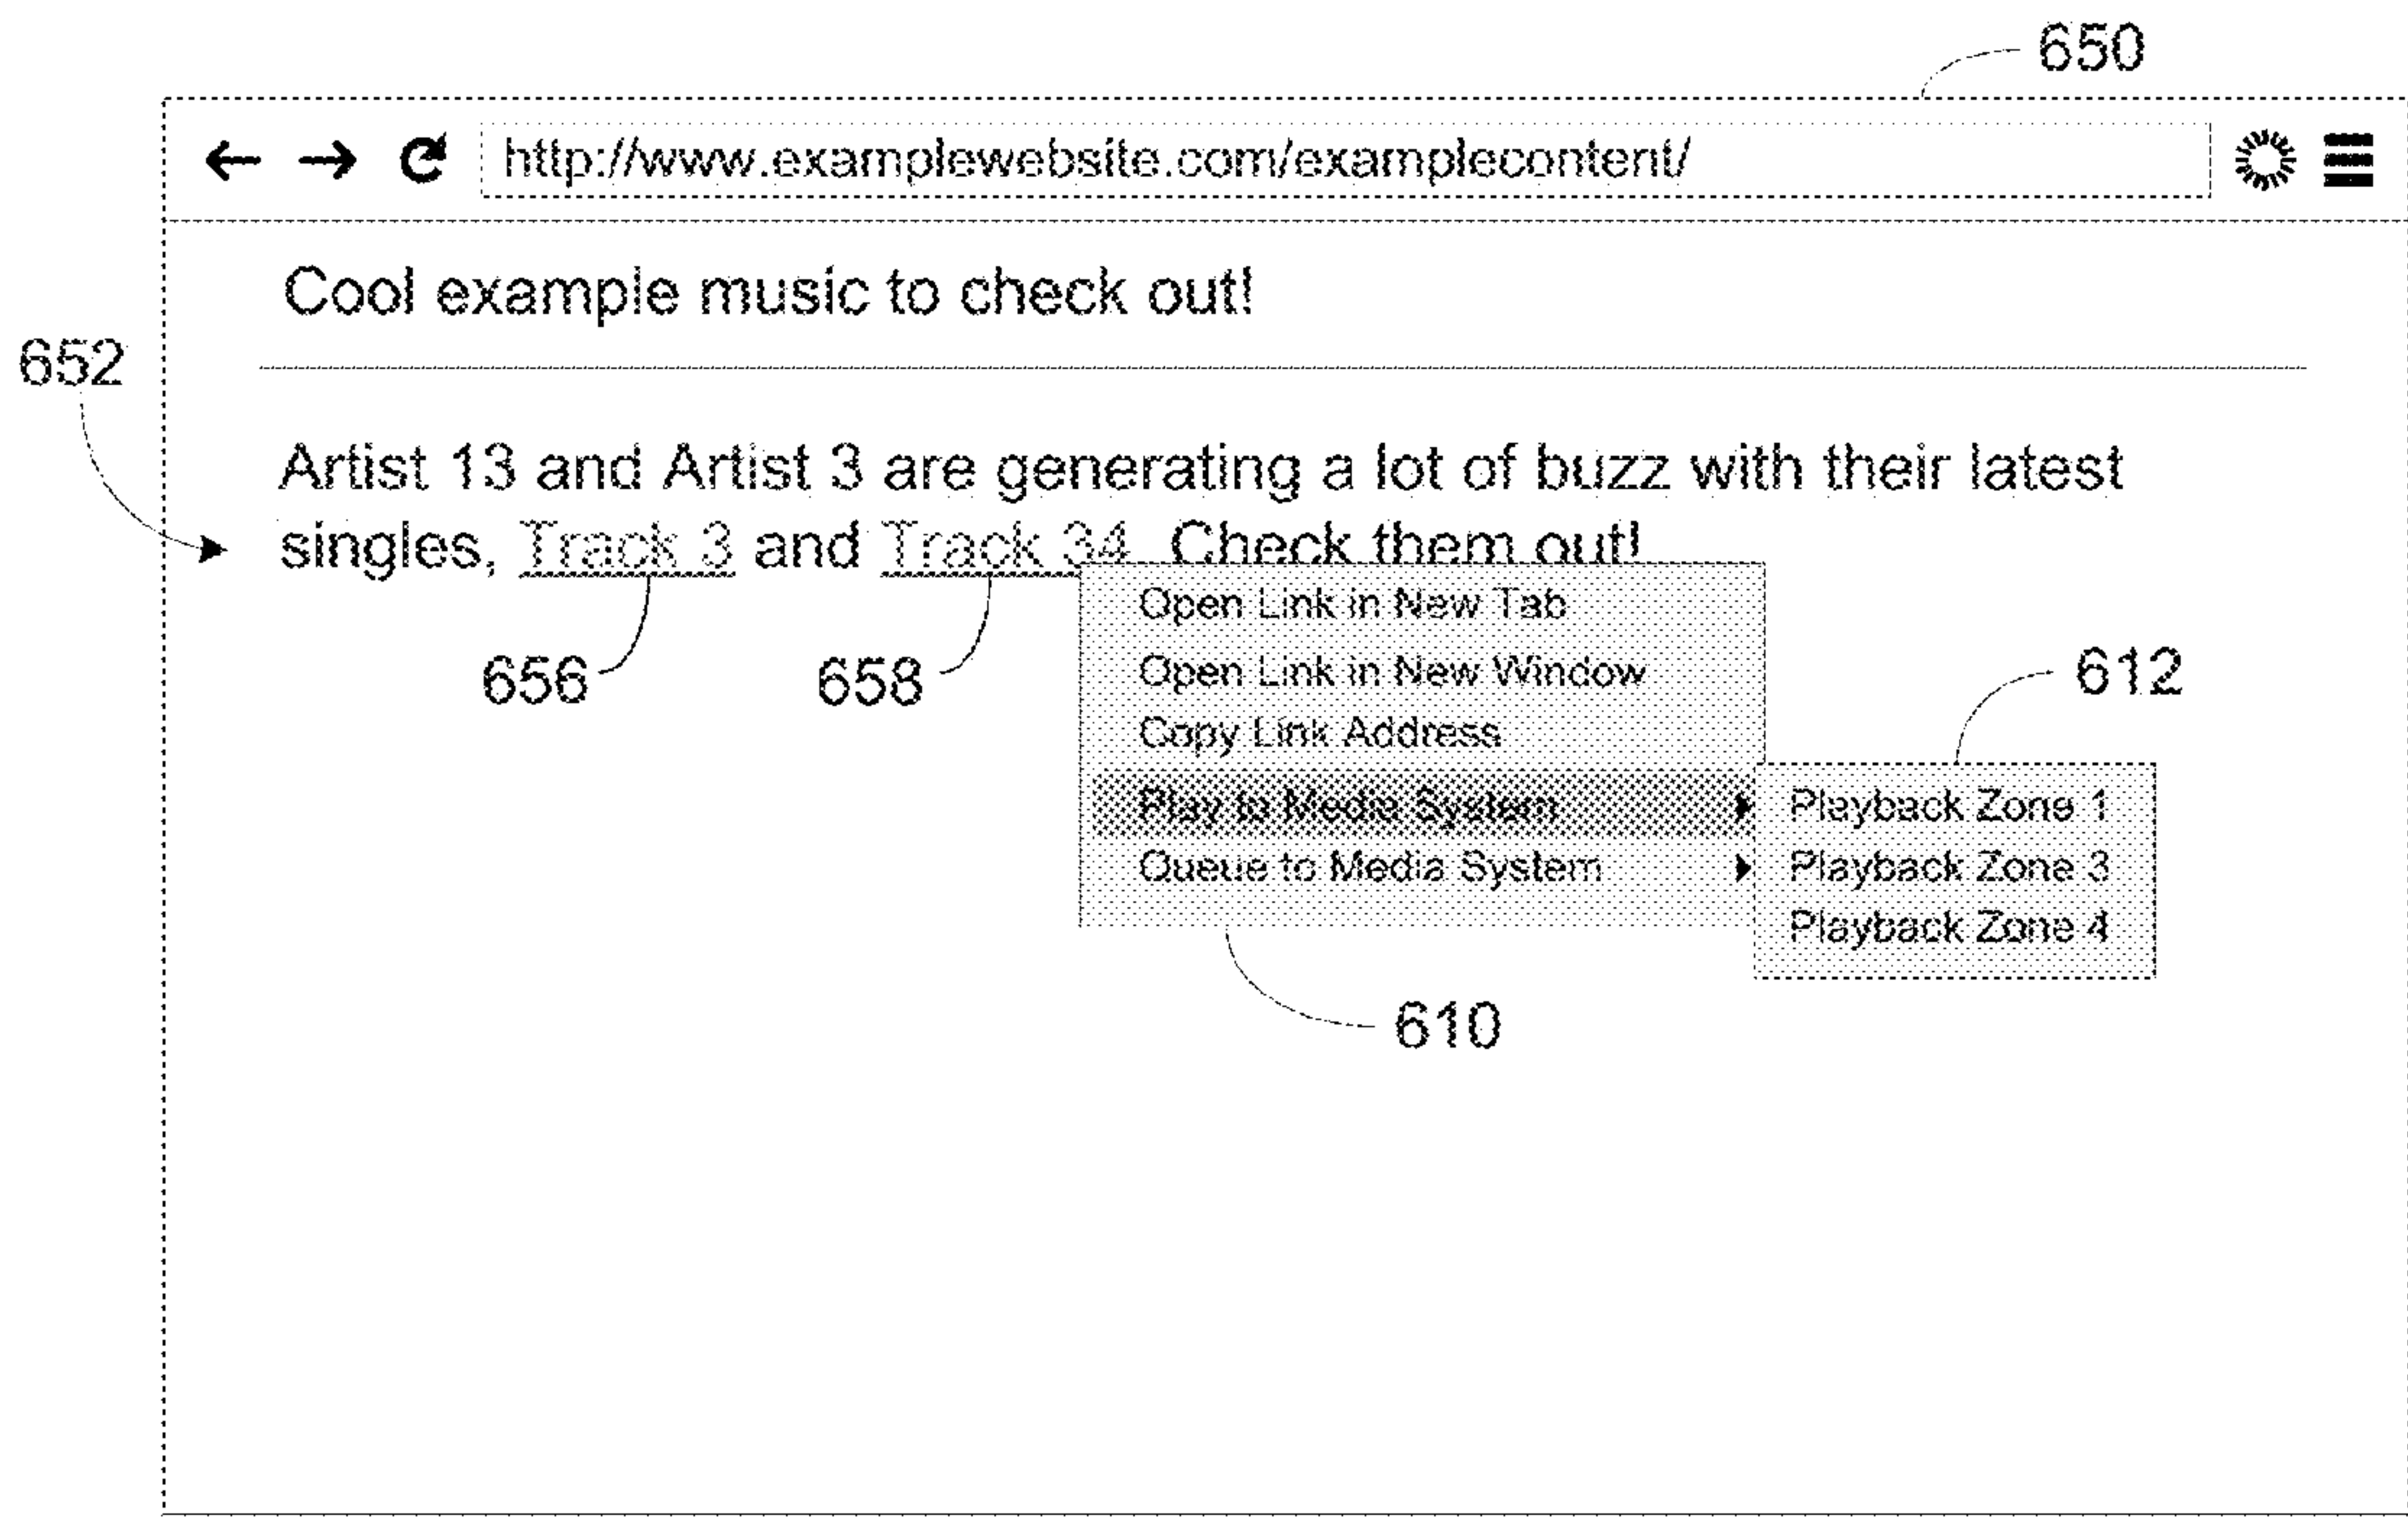 650
http://www.examplewebsite.com/examplecontent/
Cool example music to check out!
652
Artist 13 and Artist 3 are generating a lot of buzz with their latest
singles, Track 3 and Track 34. Check them out!
Open Link in New Tab
656
658
Open Link in New Window
612
Copy Link Address
Play to Media System
Playback Zone 1
Queue to Media System
Playback Zone 3
Playback Zone 4
610